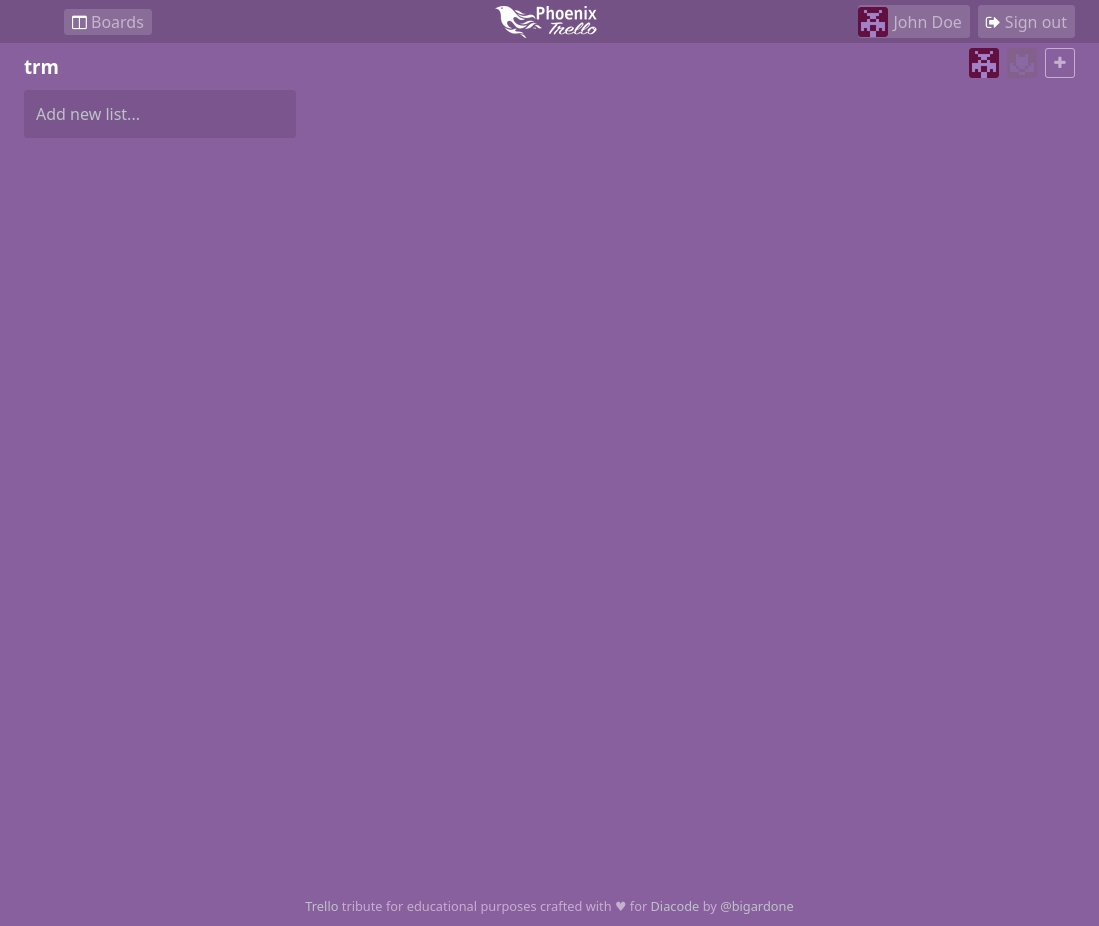 Boards
Phoenix
Trello
John Doe
Sign out
trm
Add new list...
Trello tribute for educational purposes crafted with ♥ for Diacode by @bigardone